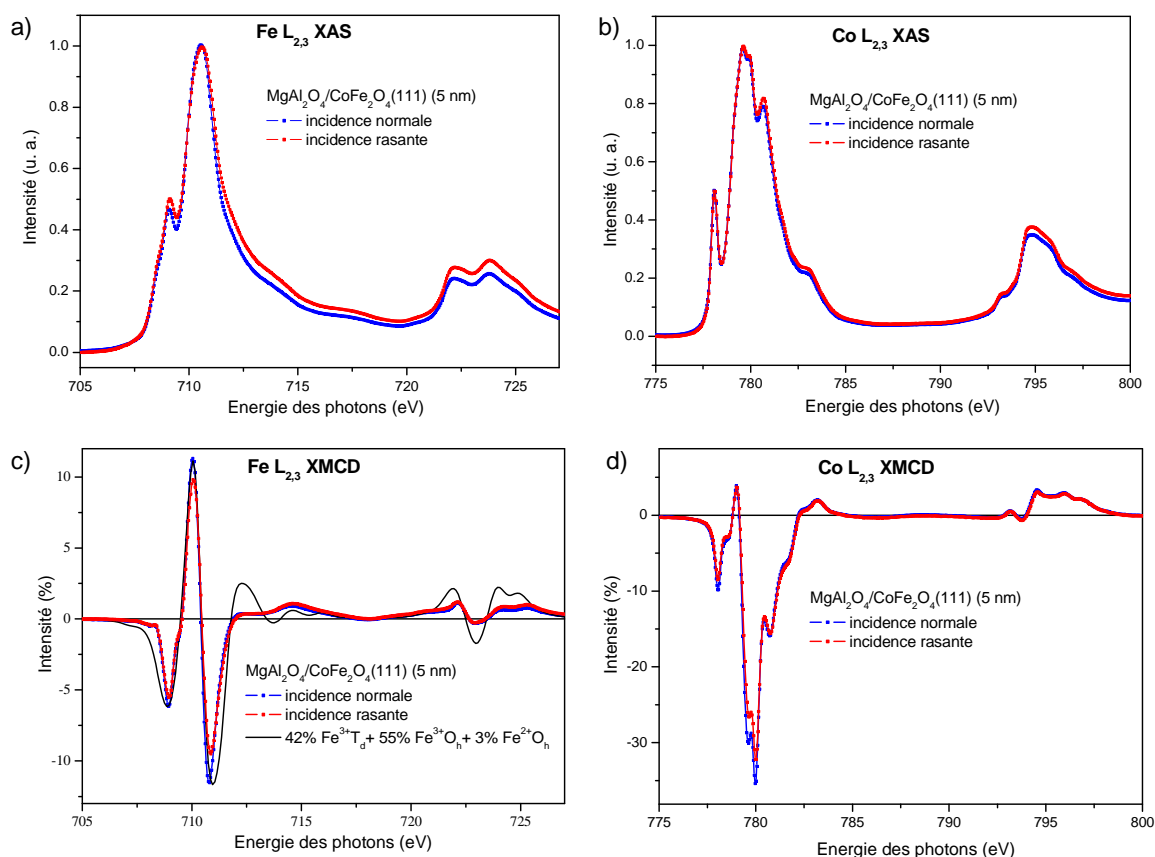 a)
Fe L2,3 XAS
MgAl2O4/CoFe2O4(111) (5 nm)
incidence normale
incidence rasante
Intensité (u. a.)
1.0
0.8
0.6
0.4
0.2
0.0
705 710 715 720 725
Energie des photons (eV)
b)
Co L2,3 XAS
MgAl2O4/CoFe2O4(111) (5 nm)
incidence normale
incidence rasante
Intensité (u. a.)
1.0
0.8
0.6
0.4
0.2
0.0
775 780 785 790 795 800
Energie des photons (eV)
c)
Fe L2,3 XMCD
Intensité (%)
10
5
0
-5
-10
MgAl2O4/CoFe2O4(111) (5 nm)
incidence normale
incidence rasante
42% Fe3+Td+ 55% Fe3+Oh+ 3% Fe2+Oh
705 710 715 720 725
Energie des photons (eV)
d)
Co L2,3 XMCD
Intensité (%)
0
-10
-20
-30
MgAl2O4/CoFe2O4(111) (5 nm)
incidence normale
incidence rasante
775 780 785 790 795 800
Energie des photons (eV)